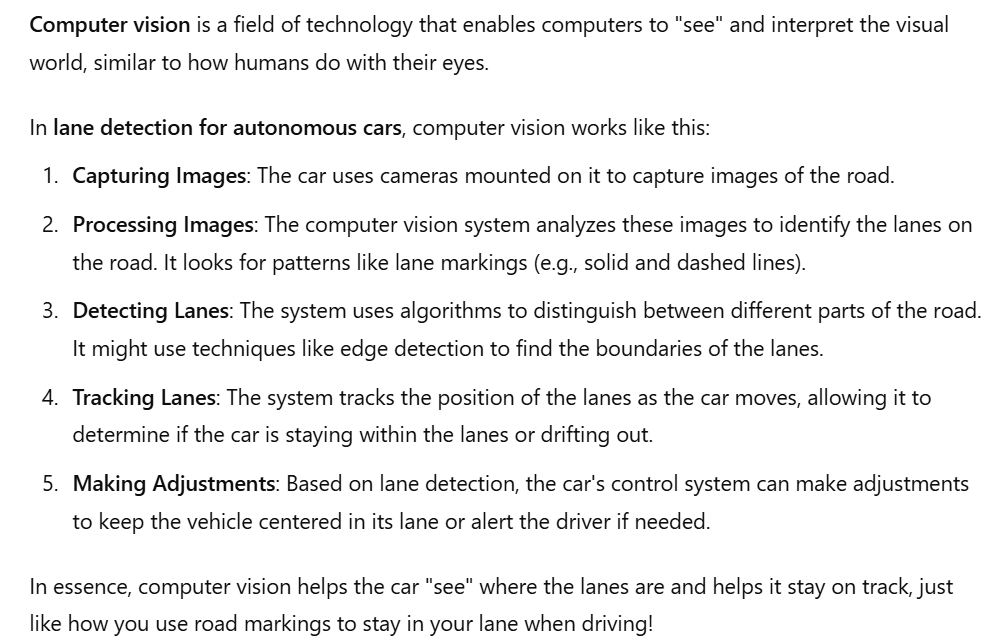 Computer vision is a field of technology that enables computers to "see" and interpret the visual
world, similar to how humans do with their eyes.
In lane detection for autonomous cars, computer vision works like this:
1. Capturing Images: The car uses cameras mounted on it to capture images of the road.
2. Processing Images: The computer vision system analyzes these images to identify the lanes on
the road. It looks for patterns like lane markings (e.g., solid and dashed lines).
3. Detecting Lanes: The system uses algorithms to distinguish between different parts of the road.
It might use techniques like edge detection to find the boundaries of the lanes.
4. Tracking Lanes: The system tracks the position of the lanes as the car moves, allowing it to
determine if the car is staying within the lanes or drifting out.
5. Making Adjustments: Based on lane detection, the car's control system can make adjustments
to keep the vehicle centered in its lane or alert the driver if needed.
In essence, computer vision helps the car "see" where the lanes are and helps it stay on track, just
like how you use road markings to stay in your lane when driving!